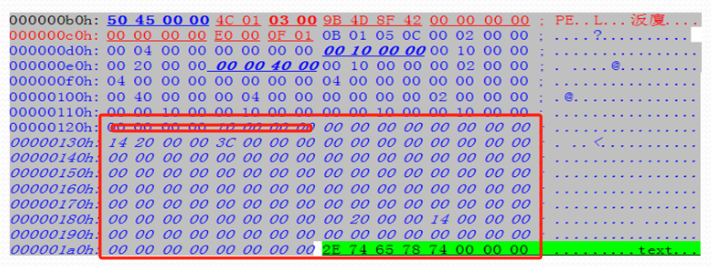 000000b0h: 50 45 00 00 4C 01 03 00 9B 4D 8F 42 00 00 00 00 ; PE..L...泝廈....
000000c0h: 00 00 00 00 E0 00 0F 01 0B 01 05 0C 00 02 00 00 ; ....?..........
000000d0h: 00 04 00 00 00 00 00 00 00 10 00 00 00 10 00 00 ; ................
000000e0h: 00 20 00 00 00 00 40 00 00 10 00 00 00 02 00 00 ; . ....@.........
000000f0h: 04 00 00 00 00 00 00 00 04 00 00 00 00 00 00 00 ; ................
00000100h: 00 40 00 00 00 04 00 00 00 00 00 00 02 00 00 00 ; .@..............
00000110h: 00 00 10 00 00 10 00 00 00 00 10 00 00 10 00 00 ; ................
00000120h: 00 00 00 00 10 00 00 00 00 00 00 00 00 00 00 00 ; ................
00000130h: 14 20 00 00 3C 00 00 00 00 00 00 00 00 00 00 00 ; . ..<...........
00000140h: 00 00 00 00 00 00 00 00 00 00 00 00 00 00 00 00 ; ................
00000150h: 00 00 00 00 00 00 00 00 00 00 00 00 00 00 00 00 ; ................
00000160h: 00 00 00 00 00 00 00 00 00 00 00 00 00 00 00 00 ; ................
00000170h: 00 00 00 00 00 00 00 00 00 00 00 00 00 00 00 00 ; ................
00000180h: 00 00 00 00 00 00 00 00 00 20 00 00 14 00 00 00 ; ......... ......
00000190h: 00 00 00 00 00 00 00 00 00 00 00 00 00 00 00 00 ; ................
000001a0h: 00 00 00 00 00 00 00 00 2E 74 65 78 74 00 00 00 ; .........text...